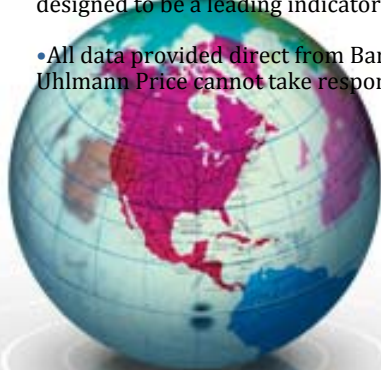 designed to be a leading indicator
•All data provided direct from Bar
Uhlmann Price cannot take respon